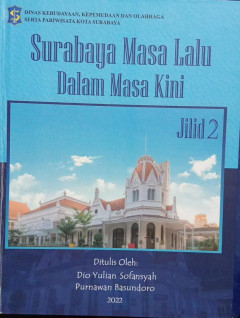 DINAS KEBUDAYAAN, KEPEMUDAAN DAN OLAHRAGA
SERTA PARIWISATA KOTA SURABAYA
Surabaya Masa Lalu
Dalam Masa Kini
Jilid 2
Ditulis Oleh:
Dio Yulian Sofansyah
Purnawan Basundoro
2022